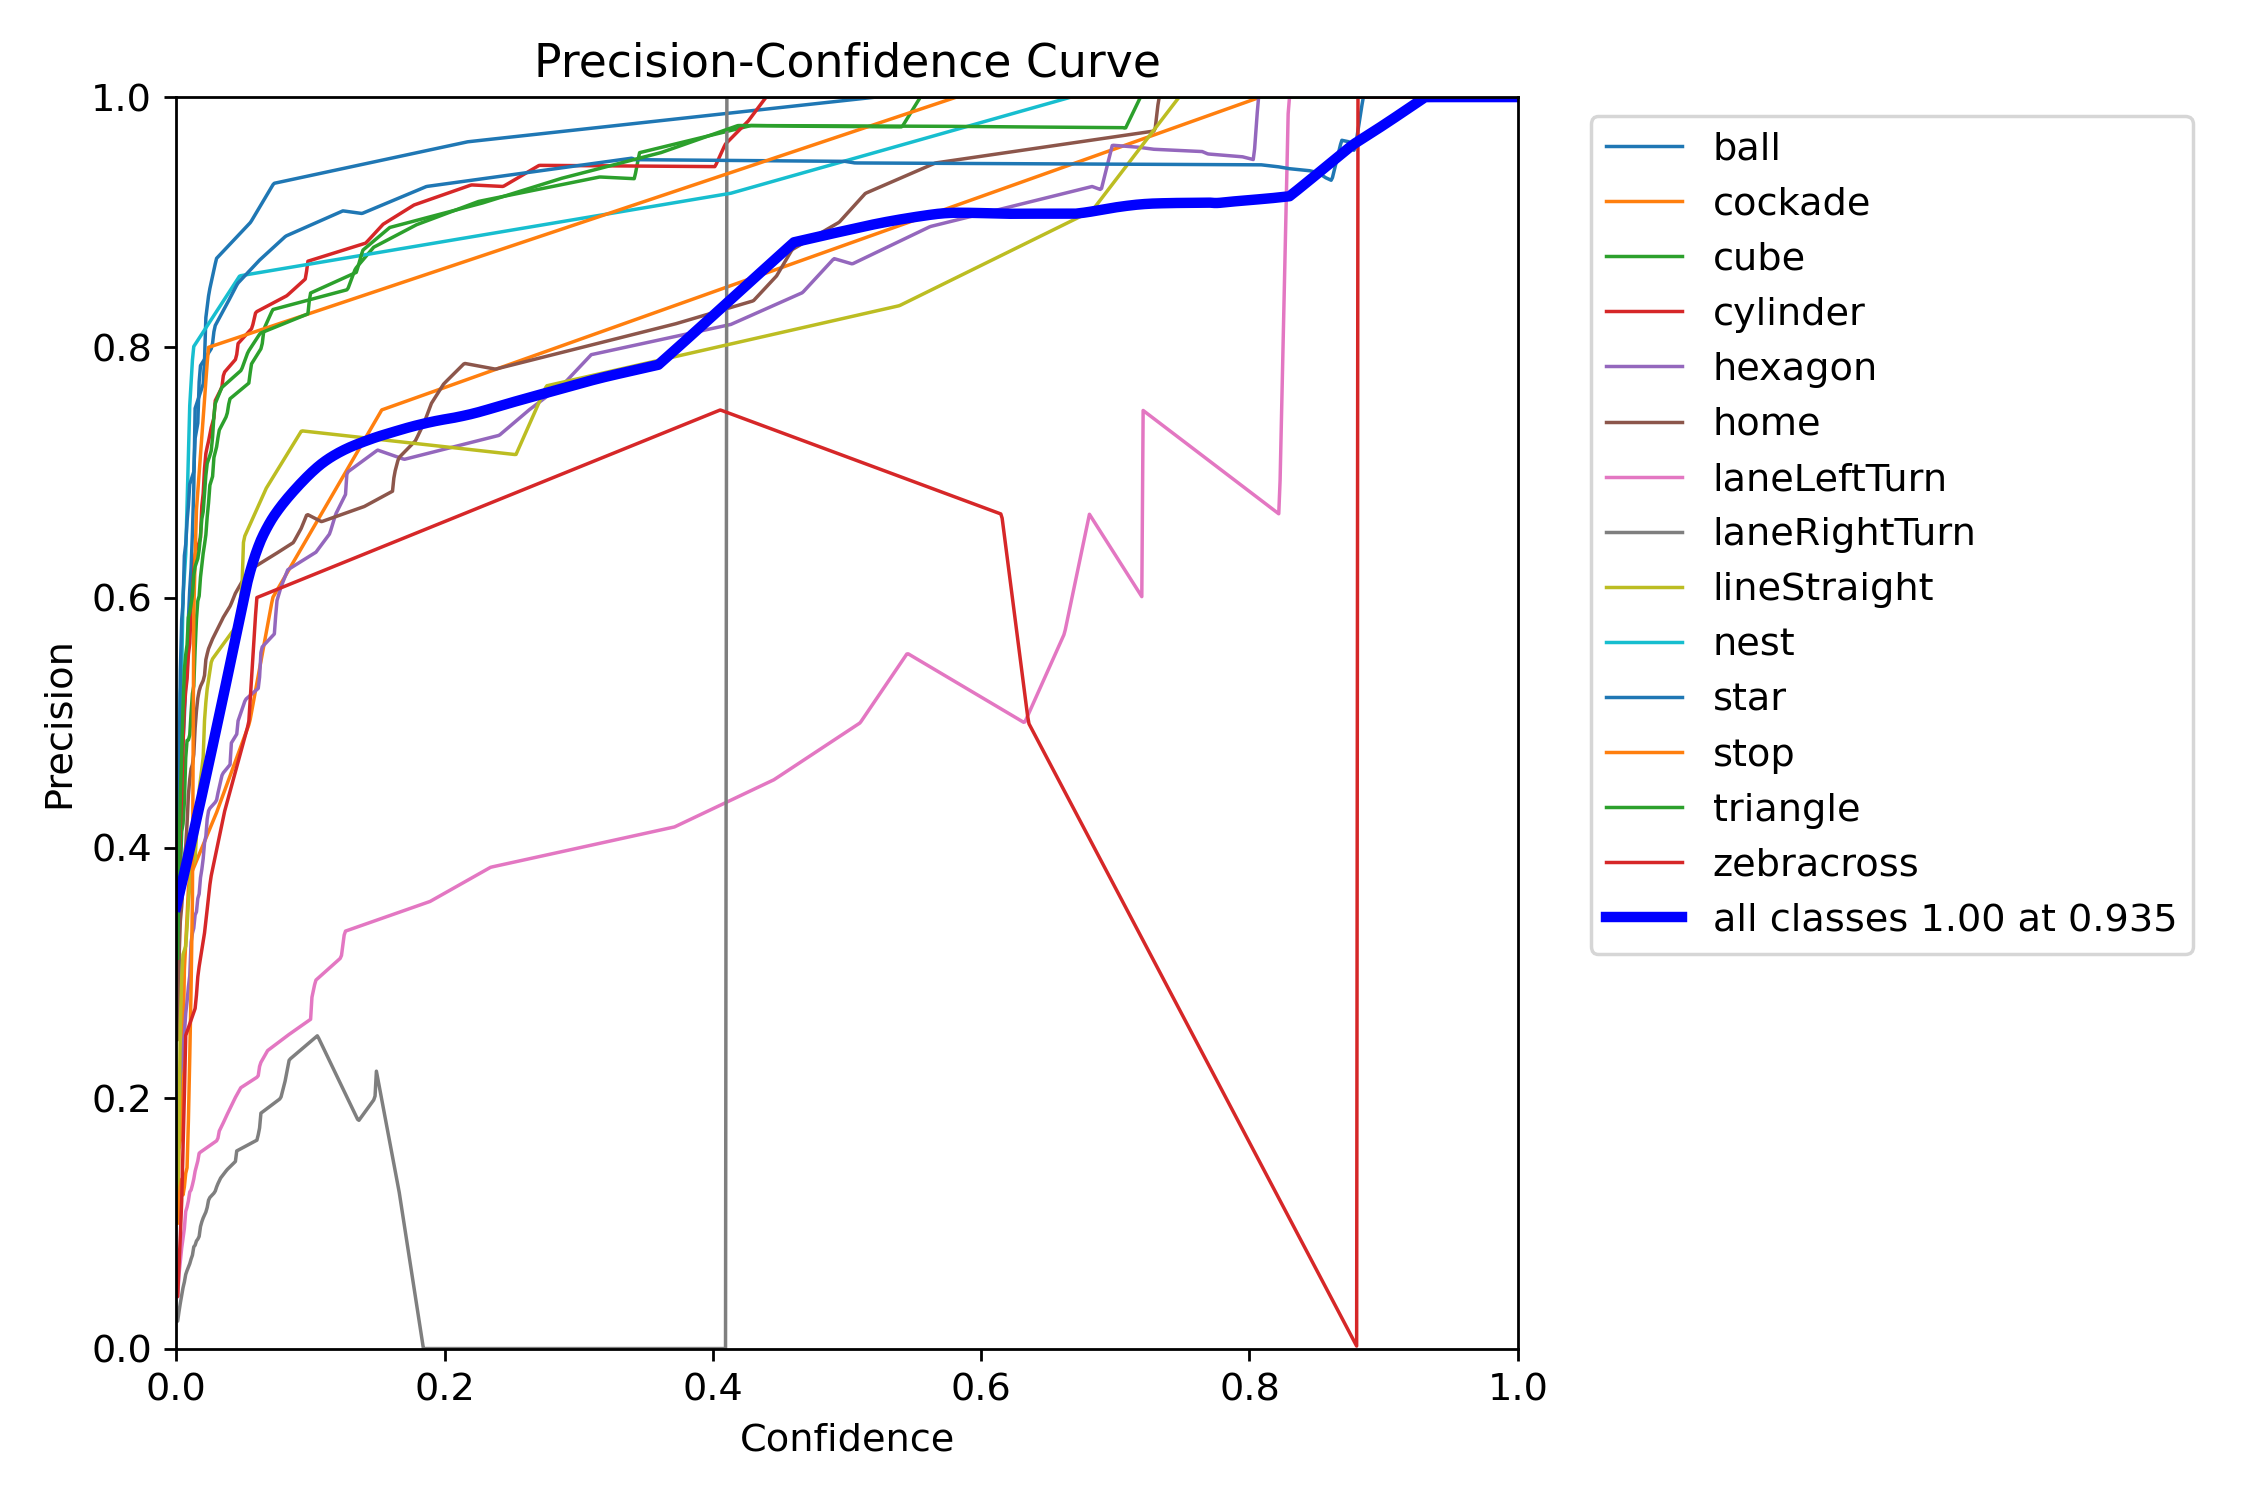 Precision-Confidence Curve
1.0
0.8
0.6
0.4
0.2
0.0
Precision
0.0 0.2 0.4 0.6 0.8 1.0
Confidence
ball
cockade
cube
cylinder
hexagon
home
laneLeftTurn
laneRightTurn
lineStraight
nest
star
stop
triangle
zebracross
all classes 1.00 at 0.935